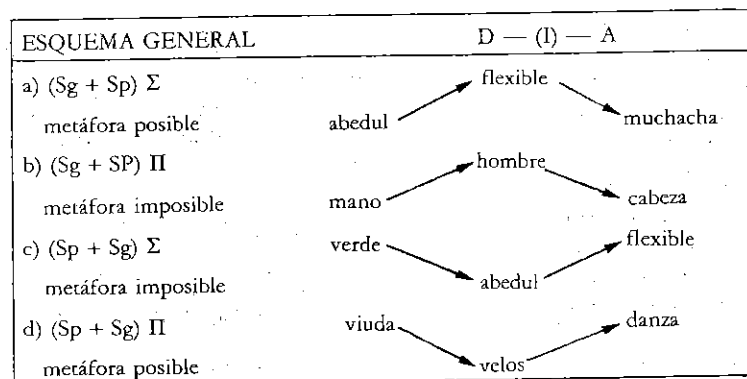 ESQUEMA GENERAL D — (I) — A
a) (Sg + Sp) Σ flexible
metáfora posible abedul muchacha
b) (Sg + SP) Π hombre
metáfora imposible mano cabeza
c) (Sp + Sg) Σ verde flexible
metáfora imposible abedul
d) (Sp + Sg) Π viuda danza
metáfora posible velos